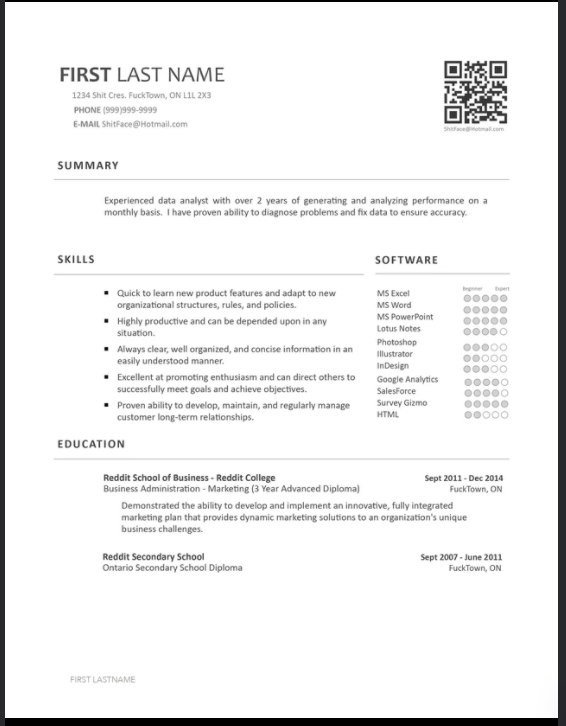 FIRST LAST NAME
1234 Shit Cres. FuckTown, ON L1L 2X3
PHONE (999)999-9999
E-MAIL ShitFace@Hotmail.com
ShitFace@Hotmail.com
SUMMARY
Experienced data analyst with over 2 years of generating and analyzing performance on a
monthly basis. I have proven ability to diagnose problems and fix data to ensure accuracy.
SKILLS
▪ Quick to learn new product features and adapt to new
organizational structures, rules, and policies.
▪ Highly productive and can be depended upon in any
situation.
▪ Always clear, well organized, and concise information in an
easily understood manner.
▪ Excellent at promoting enthusiasm and can direct others to
successfully meet goals and achieve objectives.
▪ Proven ability to develop, maintain, and regularly manage
customer long-term relationships.
SOFTWARE
Beginner Expert
MS Excel
MS Word
MS PowerPoint
Lotus Notes
Photoshop
Illustrator
InDesign
Google Analytics
SalesForce
Survey Gizmo
HTML
EDUCATION
Reddit School of Business - Reddit College Sept 2011 - Dec 2014
Business Administration - Marketing (3 Year Advanced Diploma) FuckTown, ON
Demonstrated the ability to develop and implement an innovative, fully integrated
marketing plan that provides dynamic marketing solutions to an organization's unique
business challenges.
Reddit Secondary School Sept 2007 - June 2011
Ontario Secondary School Diploma FuckTown, ON
FIRST LASTNAME